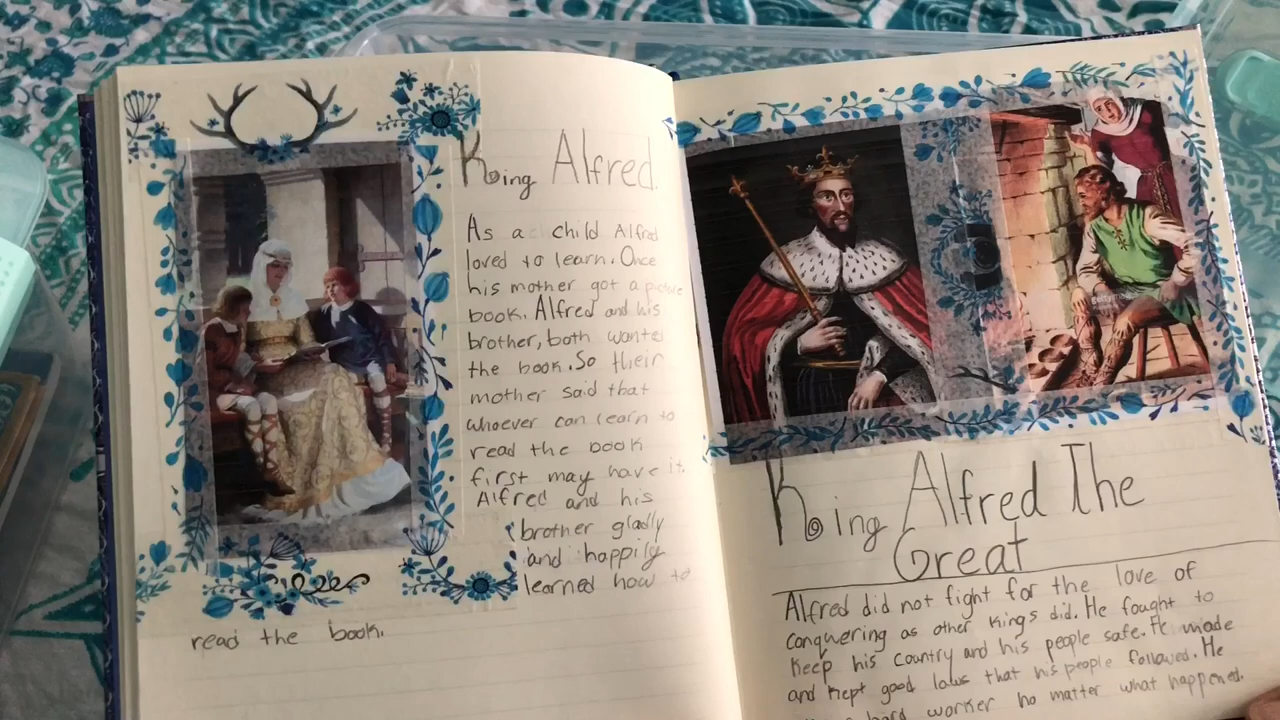 King Alfred.
As a child Alfred
loved to learn. Once
his mother got a picture
book. Alfred and his
brother, both wanted
the book. So their
mother said that
whoever can learn to
read the book
first may have it.
Alfred and his
brother gladly
and happily
learned how to
read the book.
gettyimages
King Alfred The
Great
Alfred did not fight for the love of
conquering as other kings did. He fought to
keep his country and his people safe. He made
and kept good laws that his people followed. He
hard worker no matter what happened.